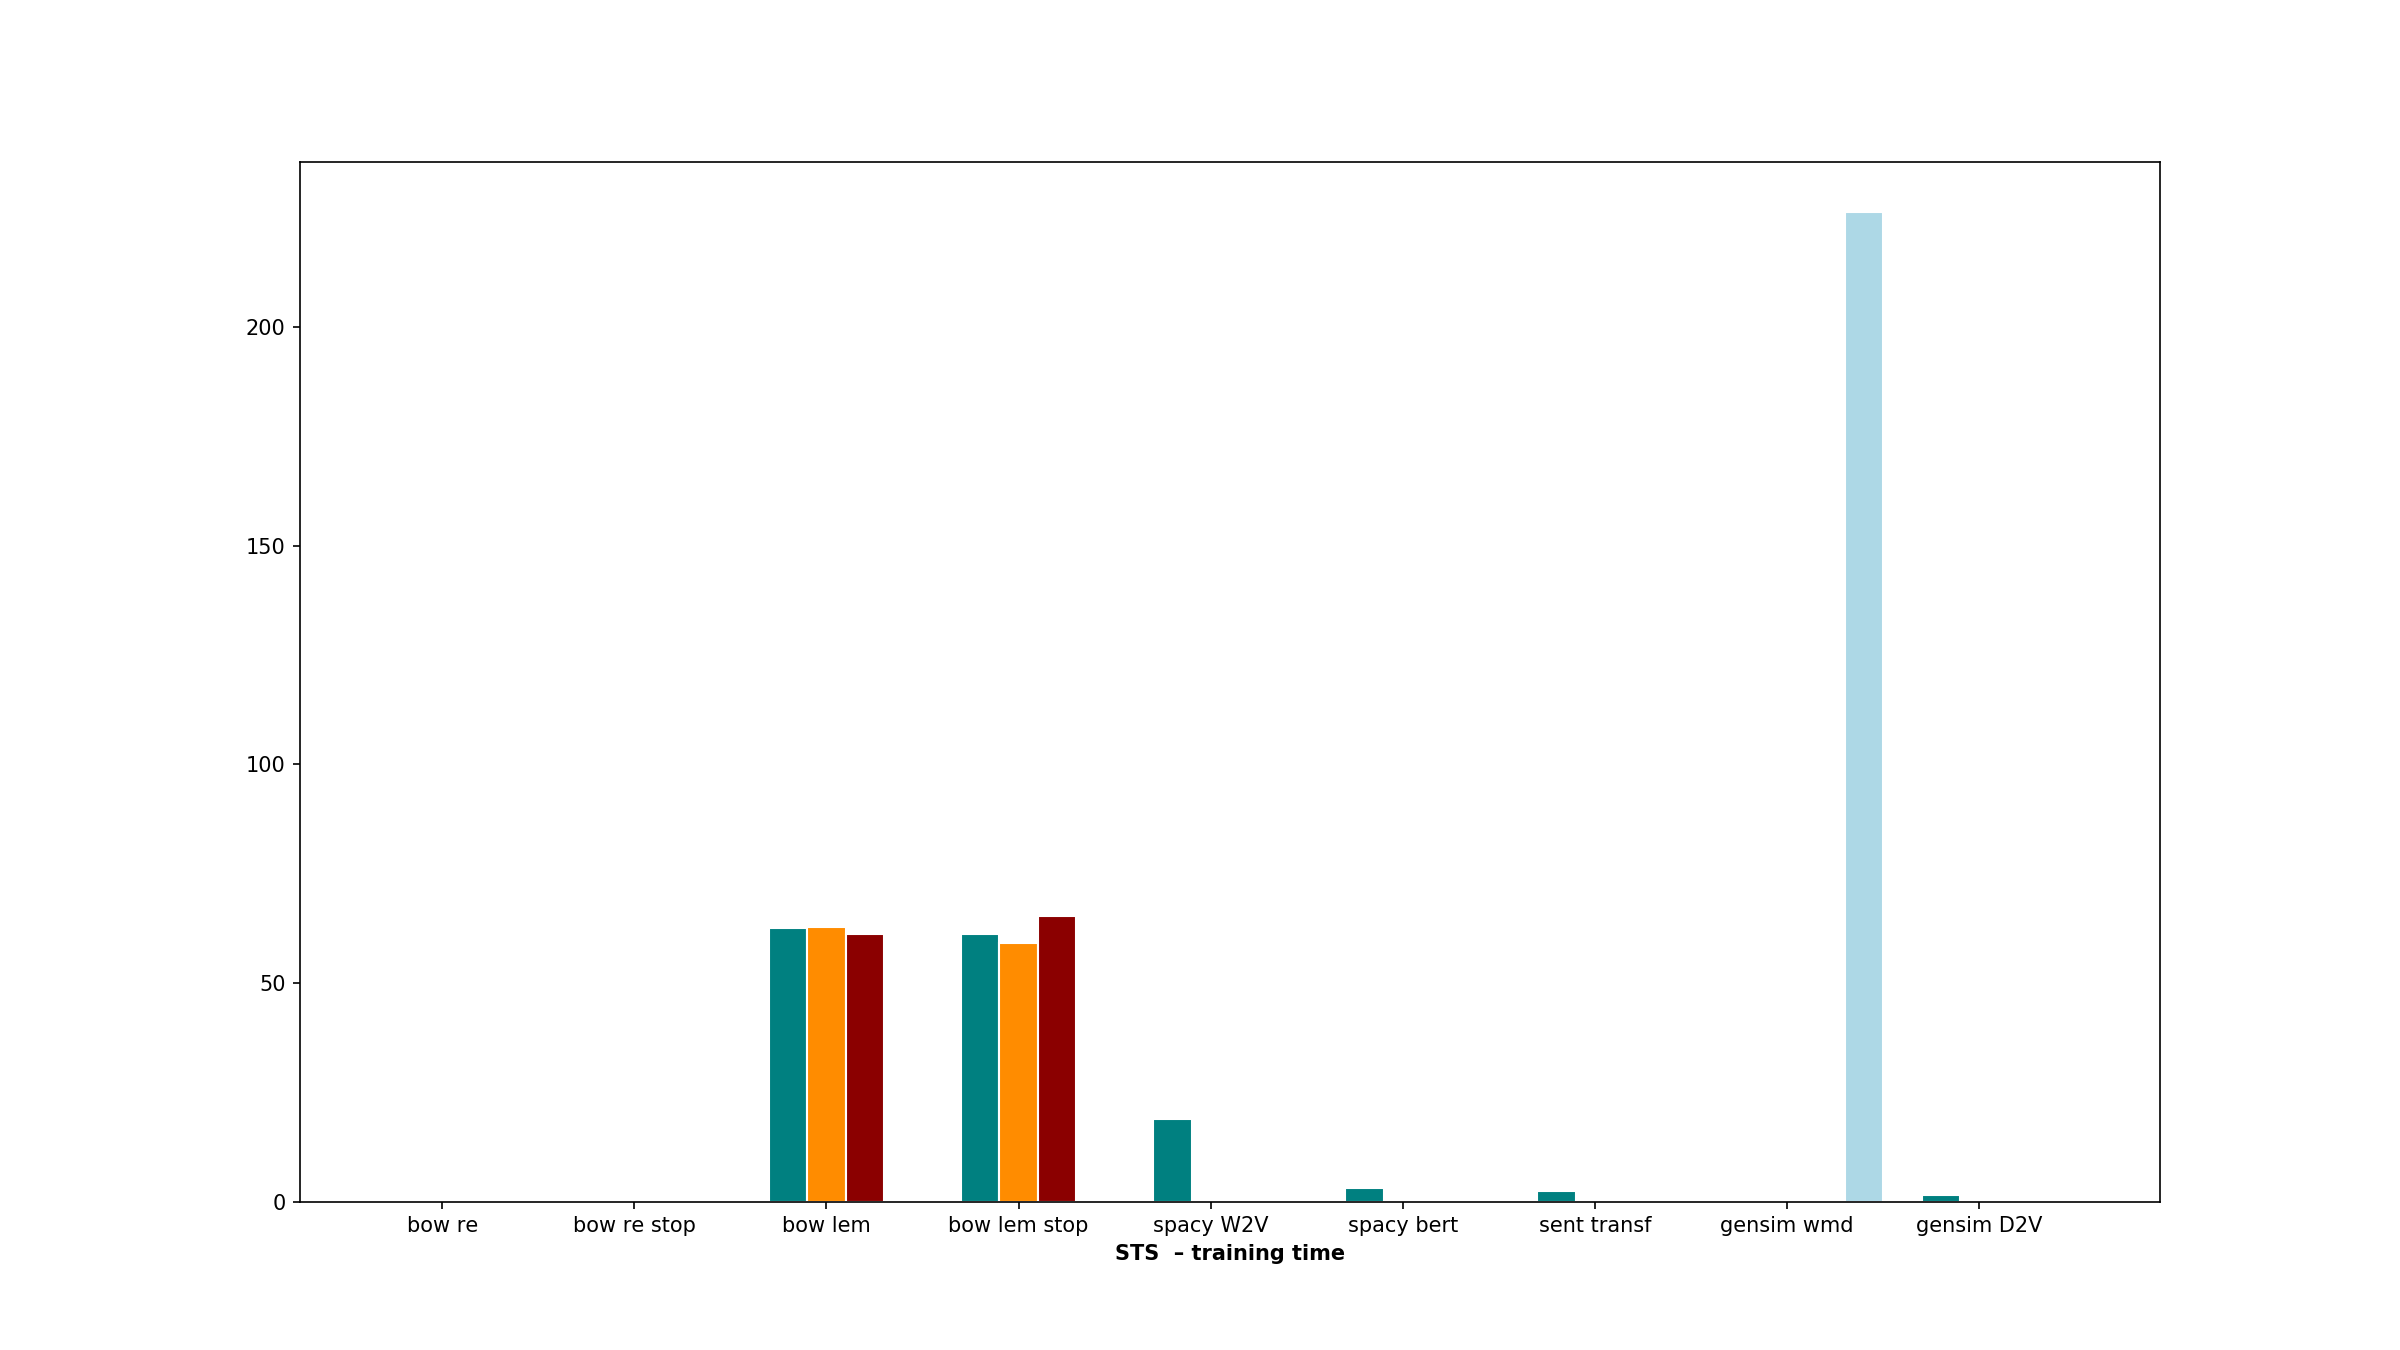 200
150
100
50
0
bow re bow re stop bow lem bow lem stop spacy W2V spacy bert sent transf gensim wmd gensim D2V
STS – training time